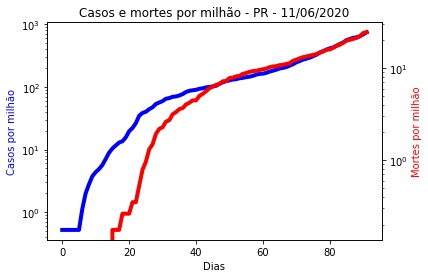 Casos e mortes por milhão - PR - 11/06/2020
10³
10²
10¹
10⁰
Casos por milhão
10¹
10⁰
Mortes por milhão
0 20 40 60 80
Dias